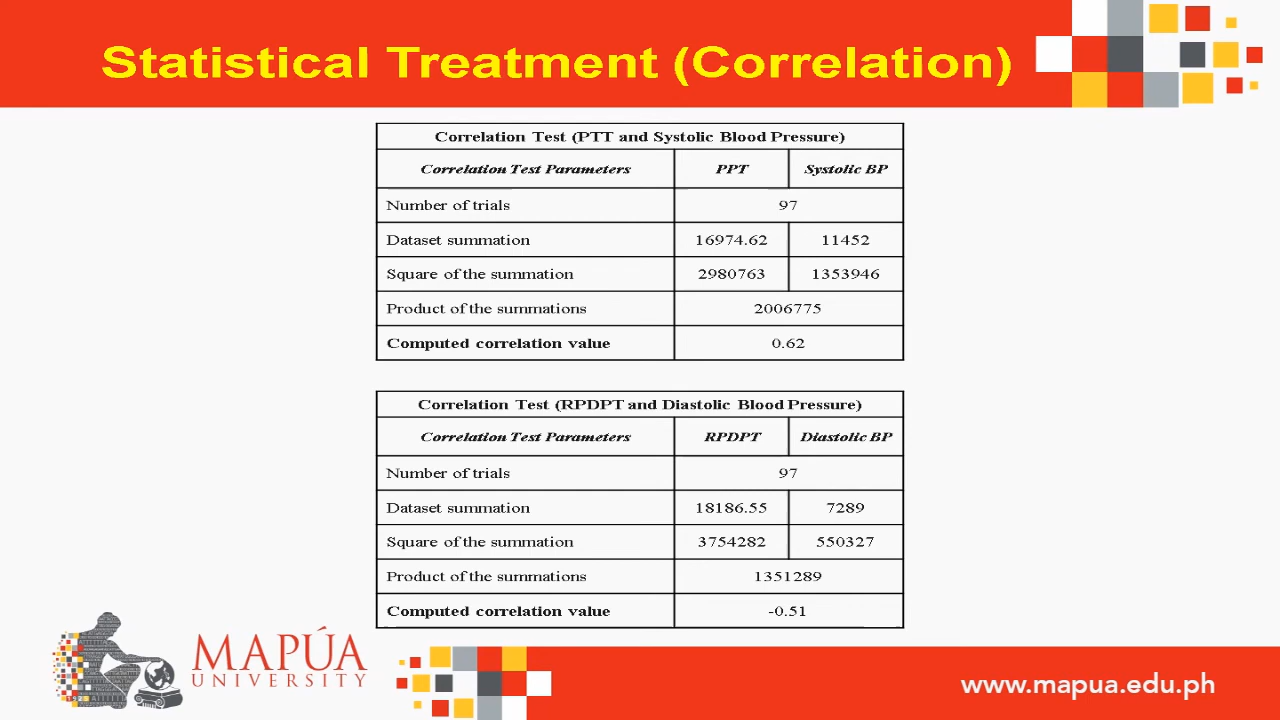 Statistical Treatment (Correlation)
Correlation Test (PTT and Systolic Blood Pressure)
Correlation Test Parameters PPT Systolic BP
Number of trials 97
Dataset summation 16974.62 11452
Square of the summation 2980763 1353946
Product of the summations 2006775
Computed correlation value 0.62
Correlation Test (RPDPT and Diastolic Blood Pressure)
Correlation Test Parameters RPDPT Diastolic BP
Number of trials 97
Dataset summation 18186.55 7289
Square of the summation 3754282 550327
Product of the summations 1351289
Computed correlation value -0.51
MAPÚA
UNIVERSITY
www.mapua.edu.ph